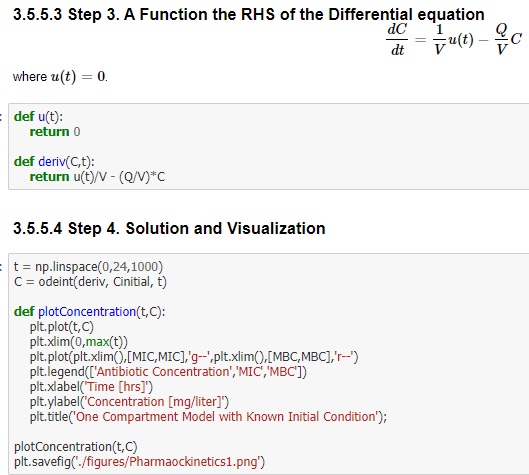 3.5.5.3 Step 3. A Function the RHS of the Differential equation
dC/dt = 1/V u(t) − Q/V C
where u(t) = 0.
def u(t):
    return 0
def deriv(C,t):
    return u(t)/V - (Q/V)*C
3.5.5.4 Step 4. Solution and Visualization
t = np.linspace(0,24,1000)
C = odeint(deriv, Cinitial, t)
def plotConcentration(t,C):
    plt.plot(t,C)
    plt.xlim(0,max(t))
    plt.plot(plt.xlim(),[MIC,MIC],'g--',plt.xlim(),[MBC,MBC],'r--')
    plt.legend(['Antibiotic Concentration','MIC','MBC'])
    plt.xlabel('Time [hrs]')
    plt.ylabel('Concentration [mg/liter]')
    plt.title('One Compartment Model with Known Initial Condition');
plotConcentration(t,C)
plt.savefig('./figures/Pharmaockinetics1.png')